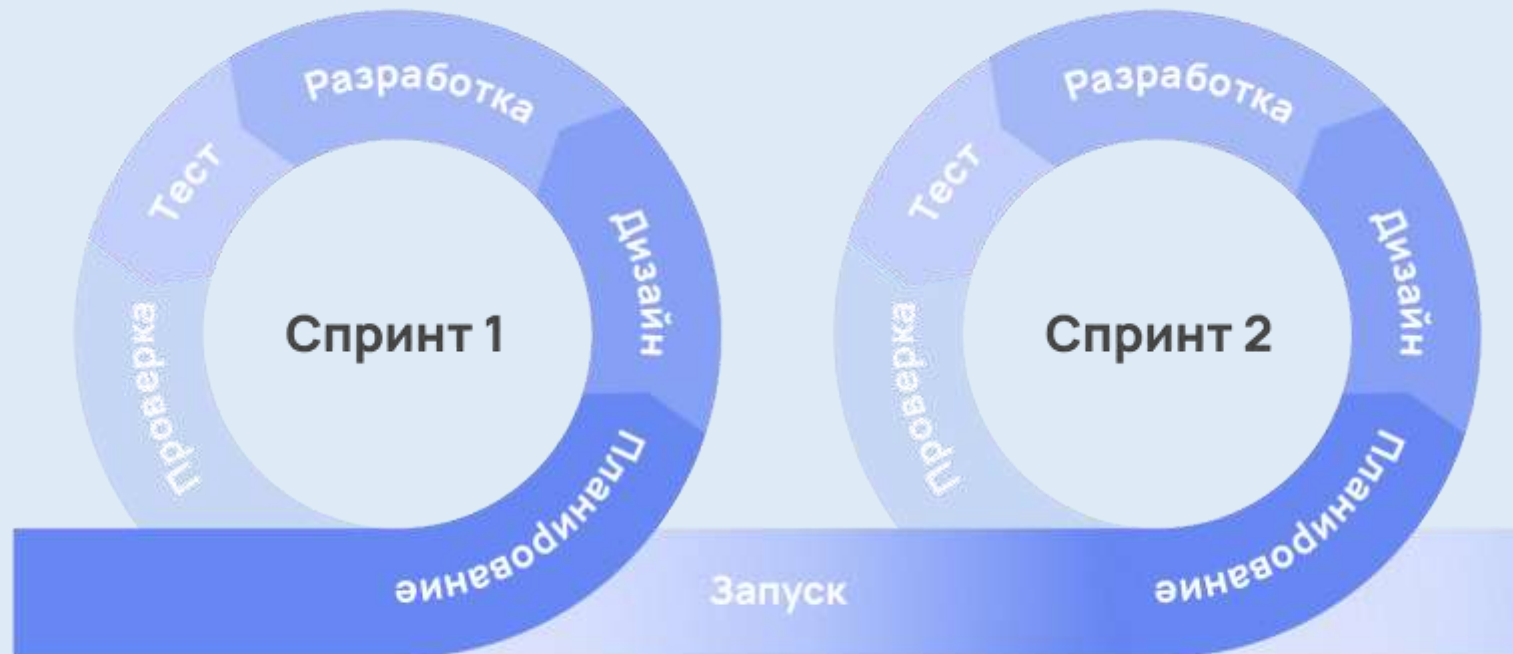 Спринт 1
Планирование
Дизайн
Разработка
Тест
Проверка
Запуск
Спринт 2
Планирование
Дизайн
Разработка
Тест
Проверка